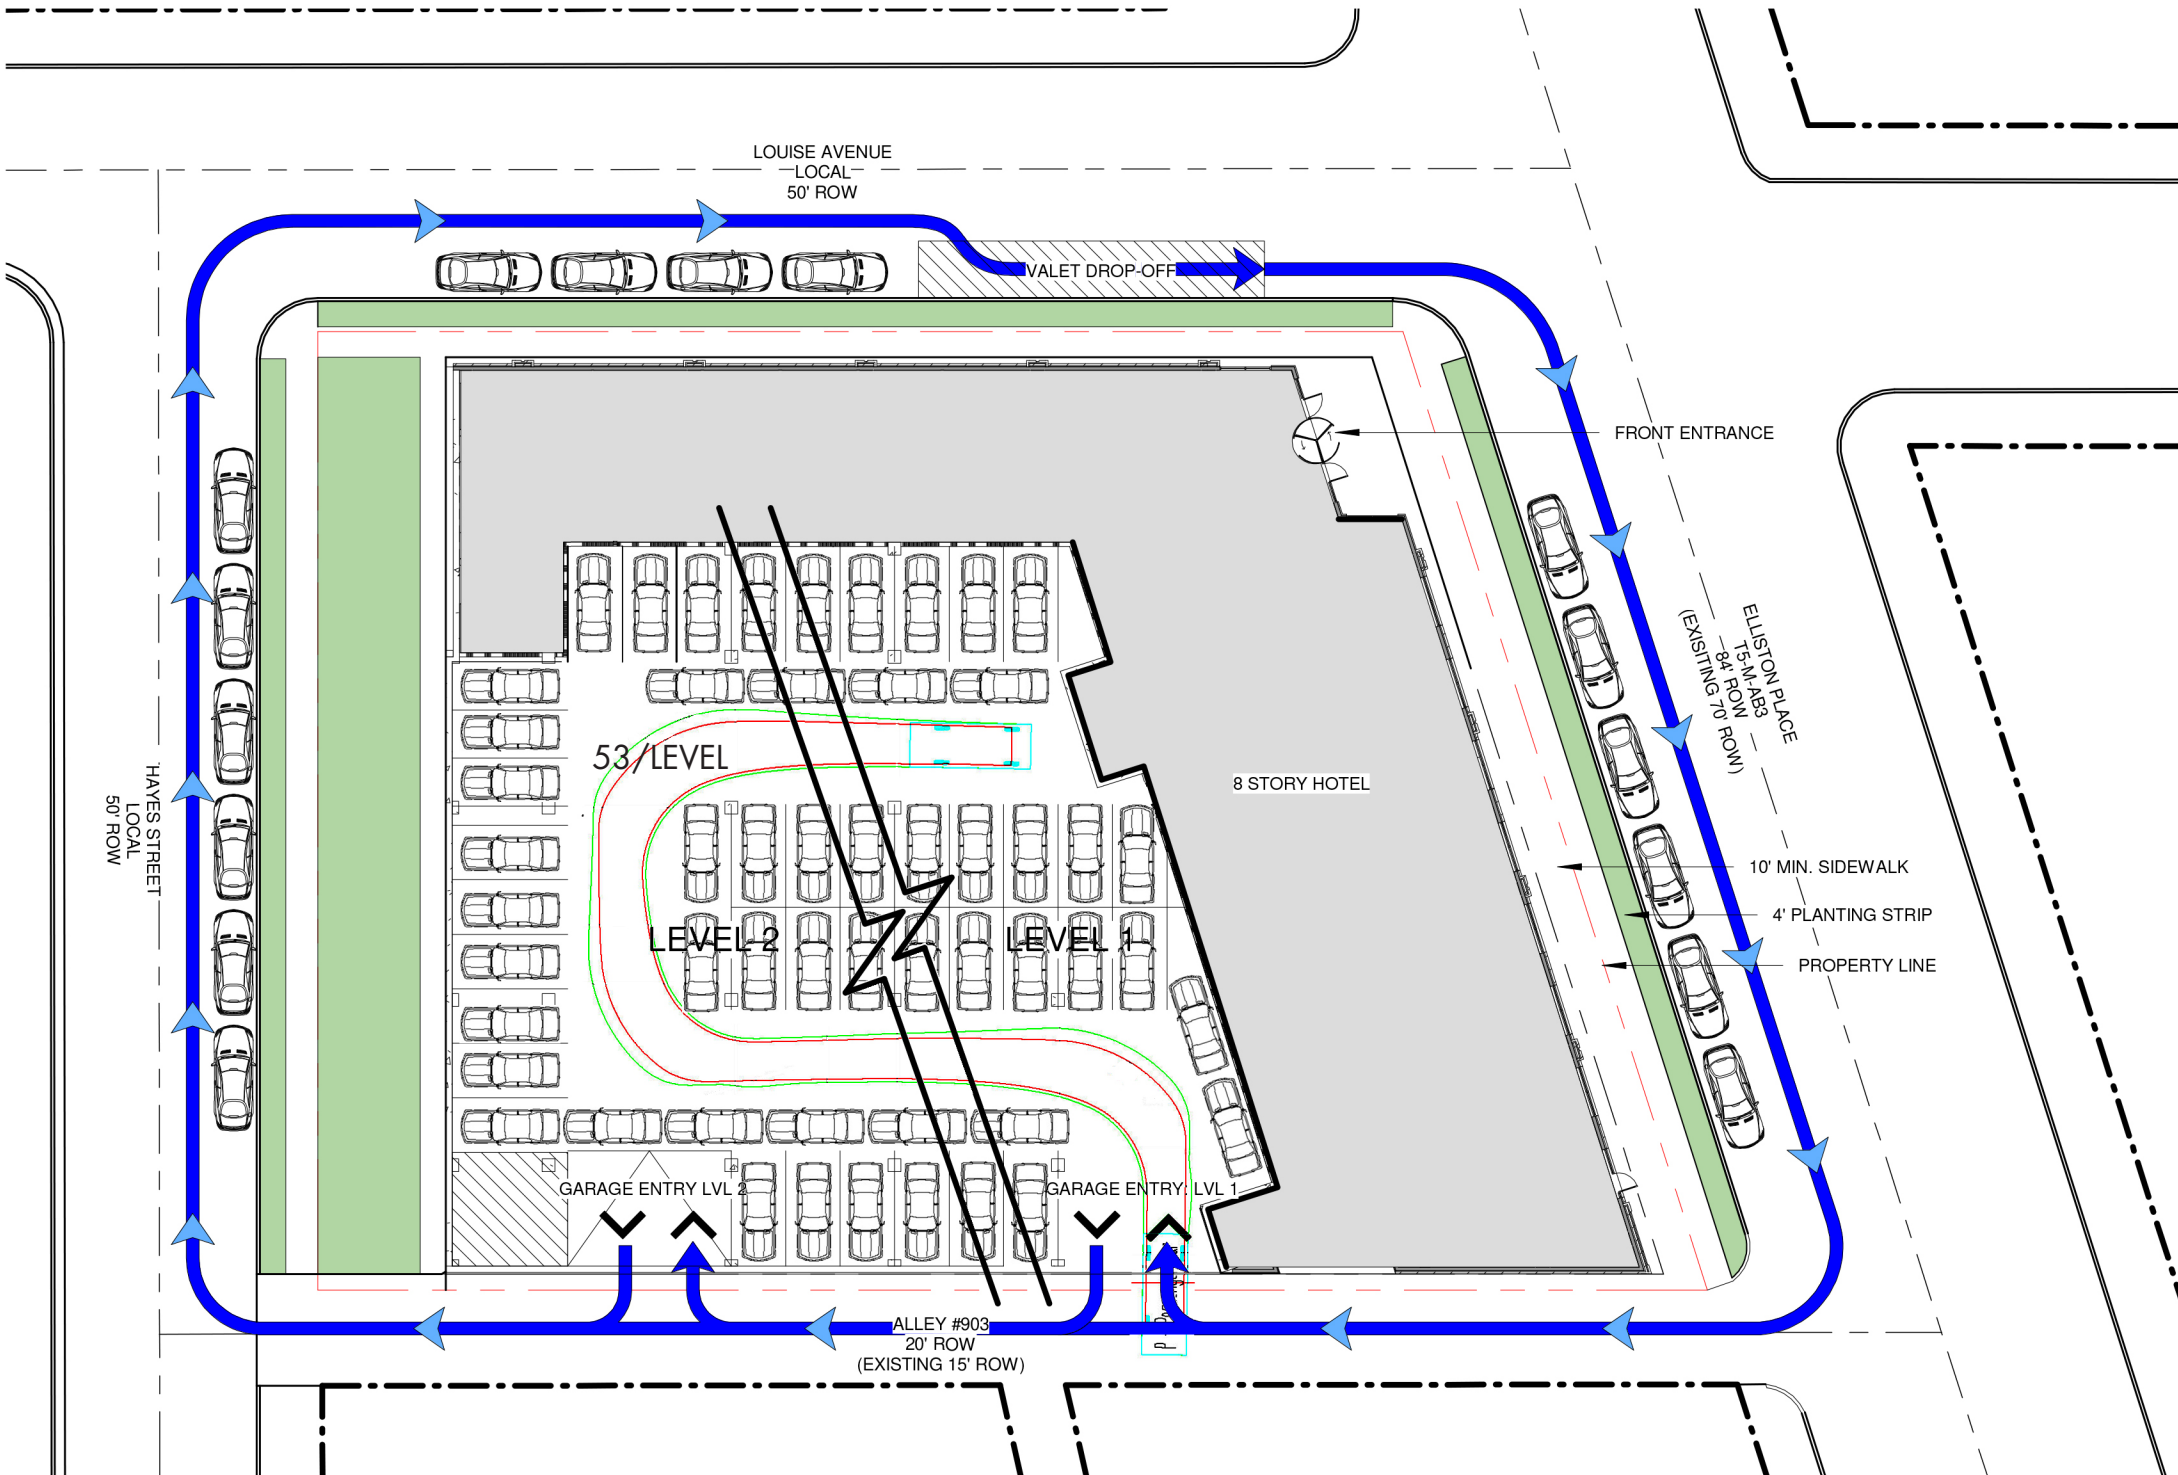 LOUISE AVENUE
LOCAL
50' ROW
VALET DROP-OFF
FRONT ENTRANCE
ELLISTON PLACE
T5-M-AB3
84' ROW
(EXISITING 70' ROW)
53/LEVEL
8 STORY HOTEL
HAYES STREET
LOCAL
50' ROW
10' MIN. SIDEWALK
4' PLANTING STRIP
LEVEL 2
LEVEL 1
PROPERTY LINE
GARAGE ENTRY LVL 2
GARAGE ENTRY: LVL 1
ALLEY #903
20' ROW
(EXISTING 15' ROW)